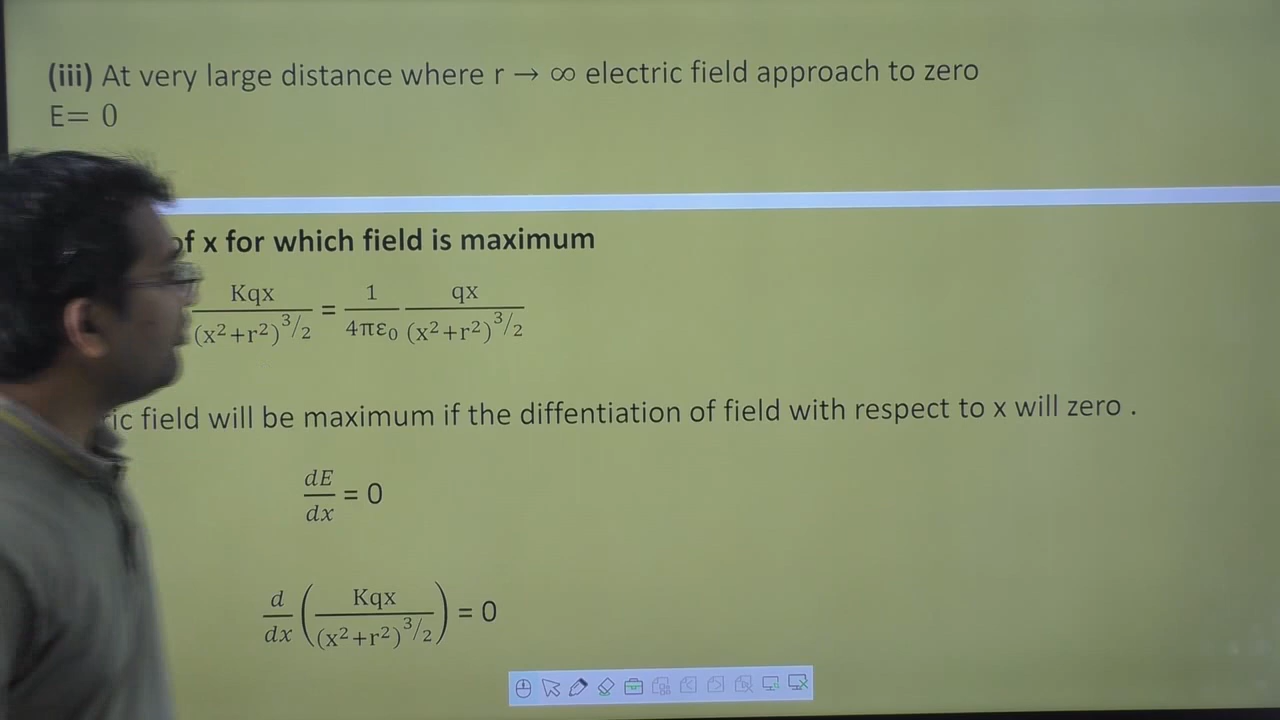 (iii) At very large distance where r → ∞ electric field approach to zero
E= 0
of x for which field is maximum
Kqx/(x²+r²)^3/2 = 1/4πε₀ qx/(x²+r²)^3/2
field will be maximum if the diffentiation of field with respect to x will zero .
dE/dx = 0
d/dx (Kqx/(x²+r²)^3/2) = 0